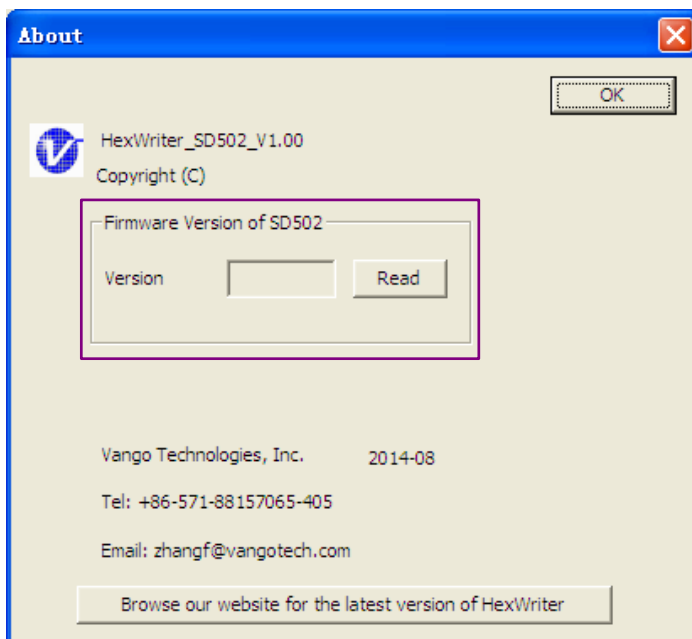 About
OK
HexWriter_SD502_V1.00
Copyright (C)
Firmware Version of SD502
Version Read
Vango Technologies, Inc. 2014-08
Tel: +86-571-88157065-405
Email: zhangf@vangotech.com
Browse our website for the latest version of HexWriter